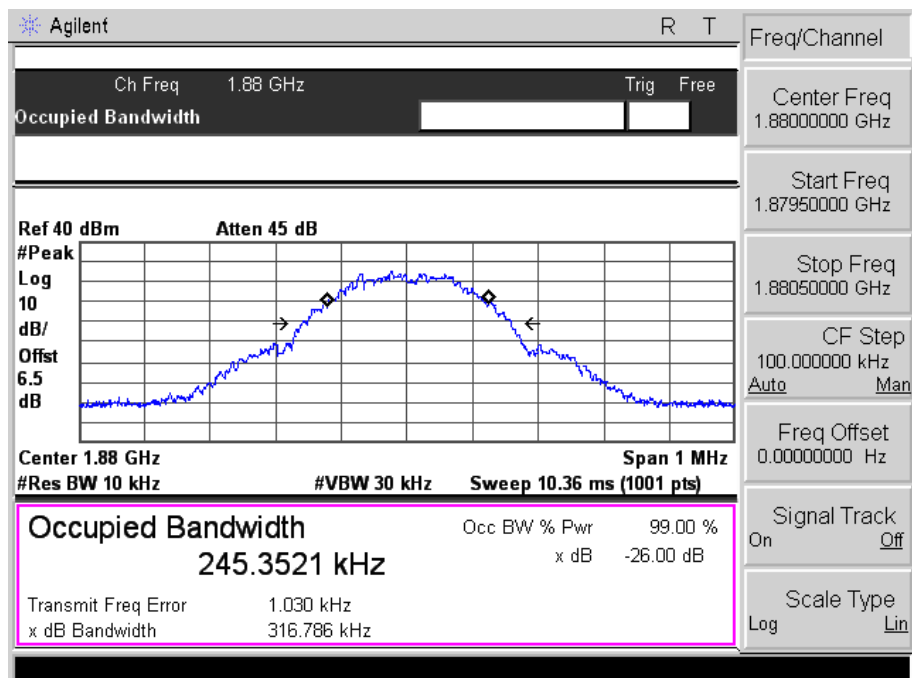 Agilent R T
Freq/Channel
Ch Freq 1.88 GHz Trig Free
Occupied Bandwidth
Center Freq
1.88000000 GHz
Start Freq
1.87950000 GHz
Stop Freq
1.88050000 GHz
CF Step
100.000000 kHz
Auto Man
Freq Offset
0.00000000 Hz
Signal Track
On Off
Scale Type
Log Lin
Ref 40 dBm Atten 45 dB
#Peak
Log
10
dB/
Offst
6.5
dB
Center 1.88 GHz Span 1 MHz
#Res BW 10 kHz #VBW 30 kHz Sweep 10.36 ms (1001 pts)
Occupied Bandwidth Occ BW % Pwr 99.00 %
245.3521 kHz x dB -26.00 dB
Transmit Freq Error 1.030 kHz
x dB Bandwidth 316.786 kHz